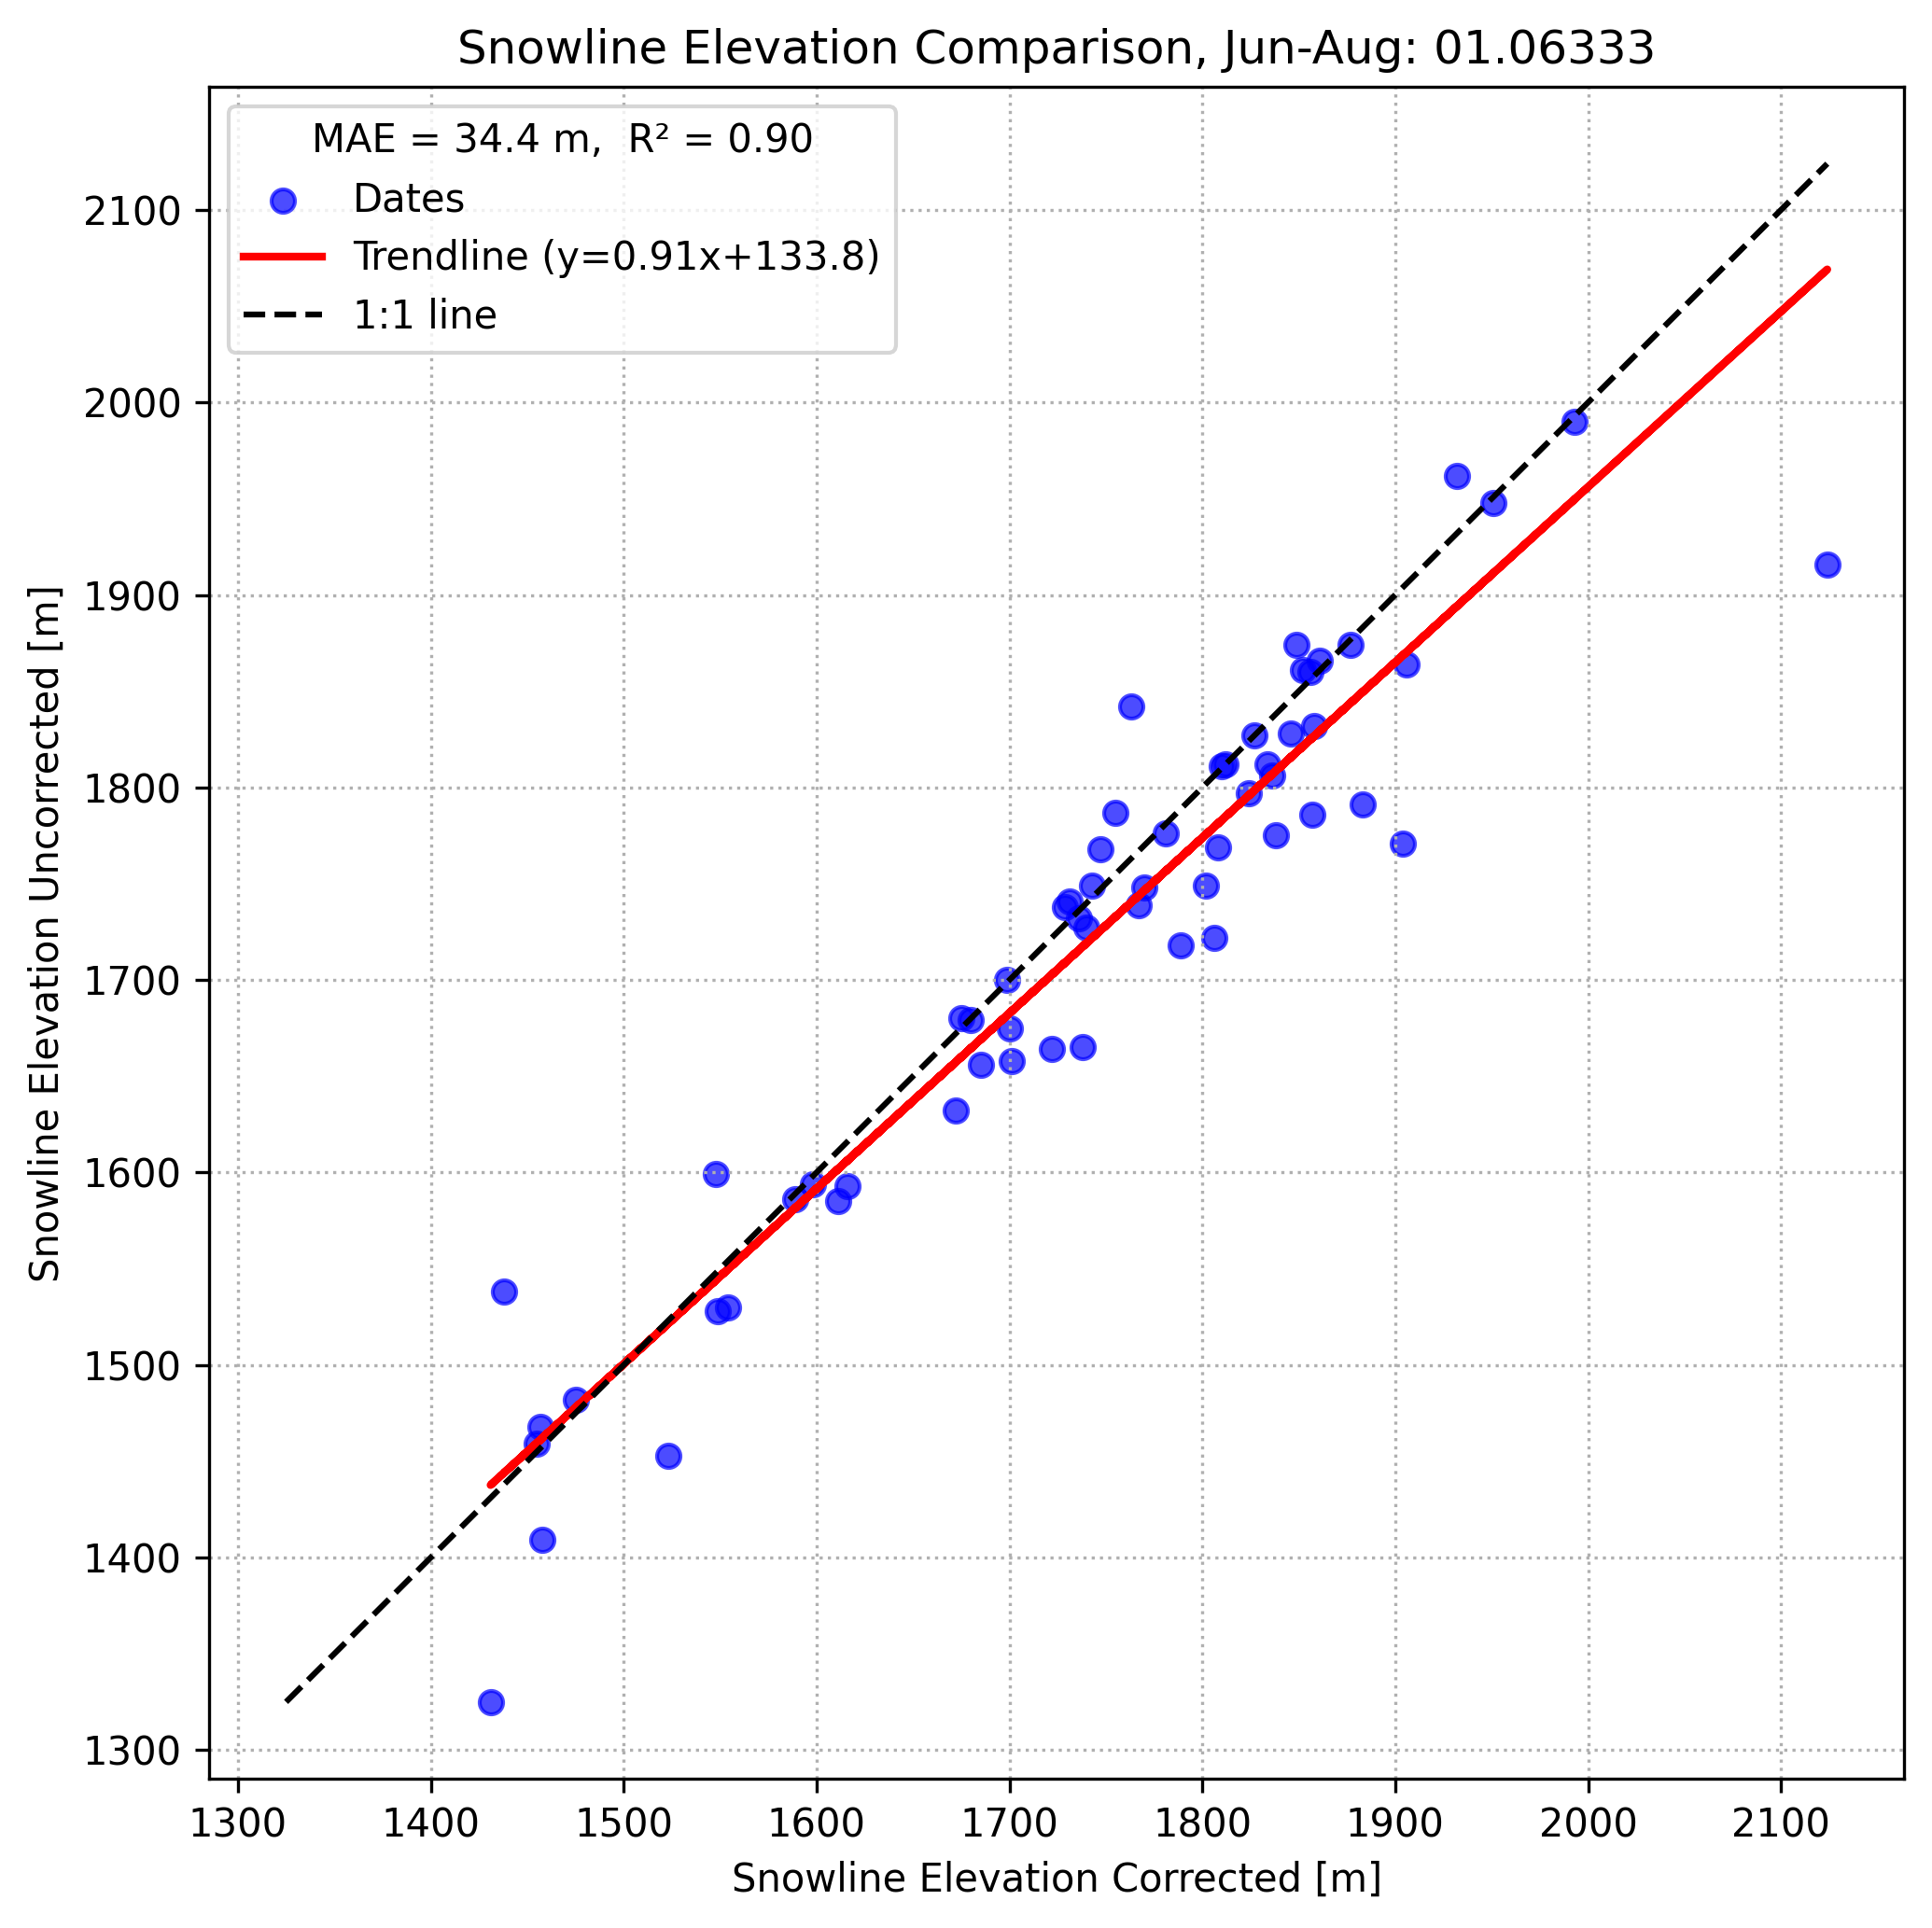 Snowline Elevation Comparison, Jun-Aug: 01.06333
MAE = 34.4 m,  R² = 0.90
Dates
Trendline (y=0.91x+133.8)
1:1 line
Snowline Elevation Uncorrected [m]
2100
2000
1900
1800
1700
1600
1500
1400
1300
1300 1400 1500 1600 1700 1800 1900 2000 2100
Snowline Elevation Corrected [m]